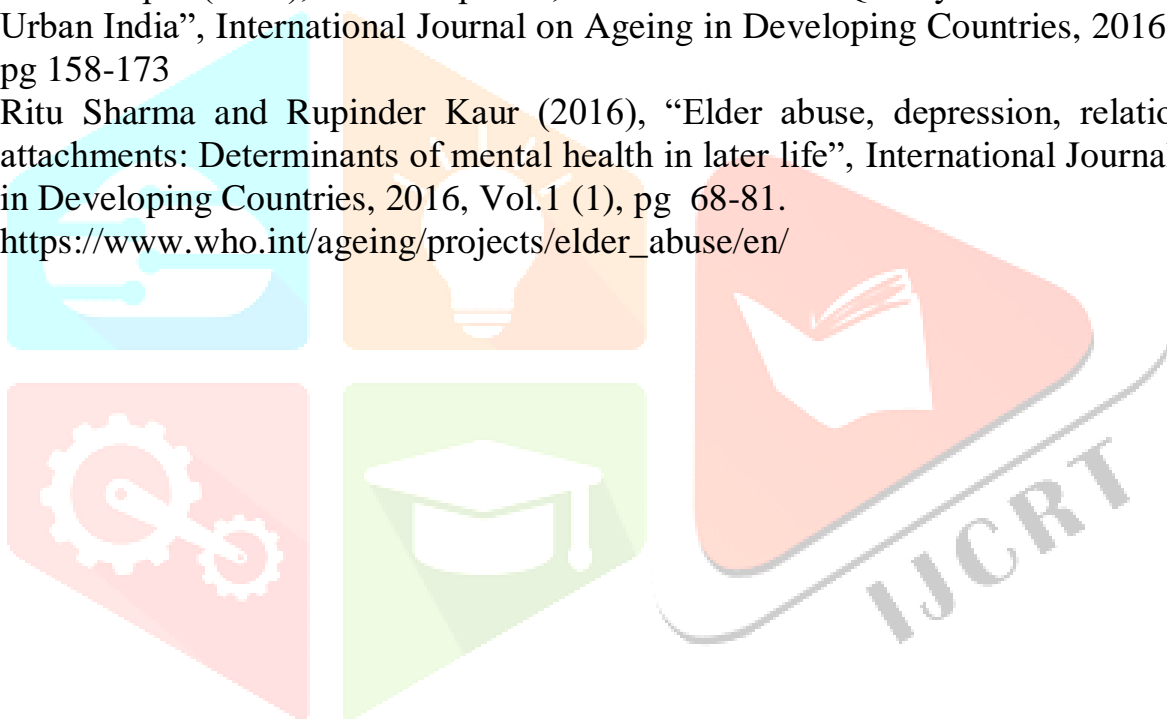 Urban India”, International Journal on Ageing in Developing Countries, 2016
pg 158-173
Ritu Sharma and Rupinder Kaur (2016), “Elder abuse, depression, relatio
attachments: Determinants of mental health in later life”, International Journal
in Developing Countries, 2016, Vol.1 (1), pg 68-81.
https://www.who.int/ageing/projects/elder_abuse/en/
IJCRT